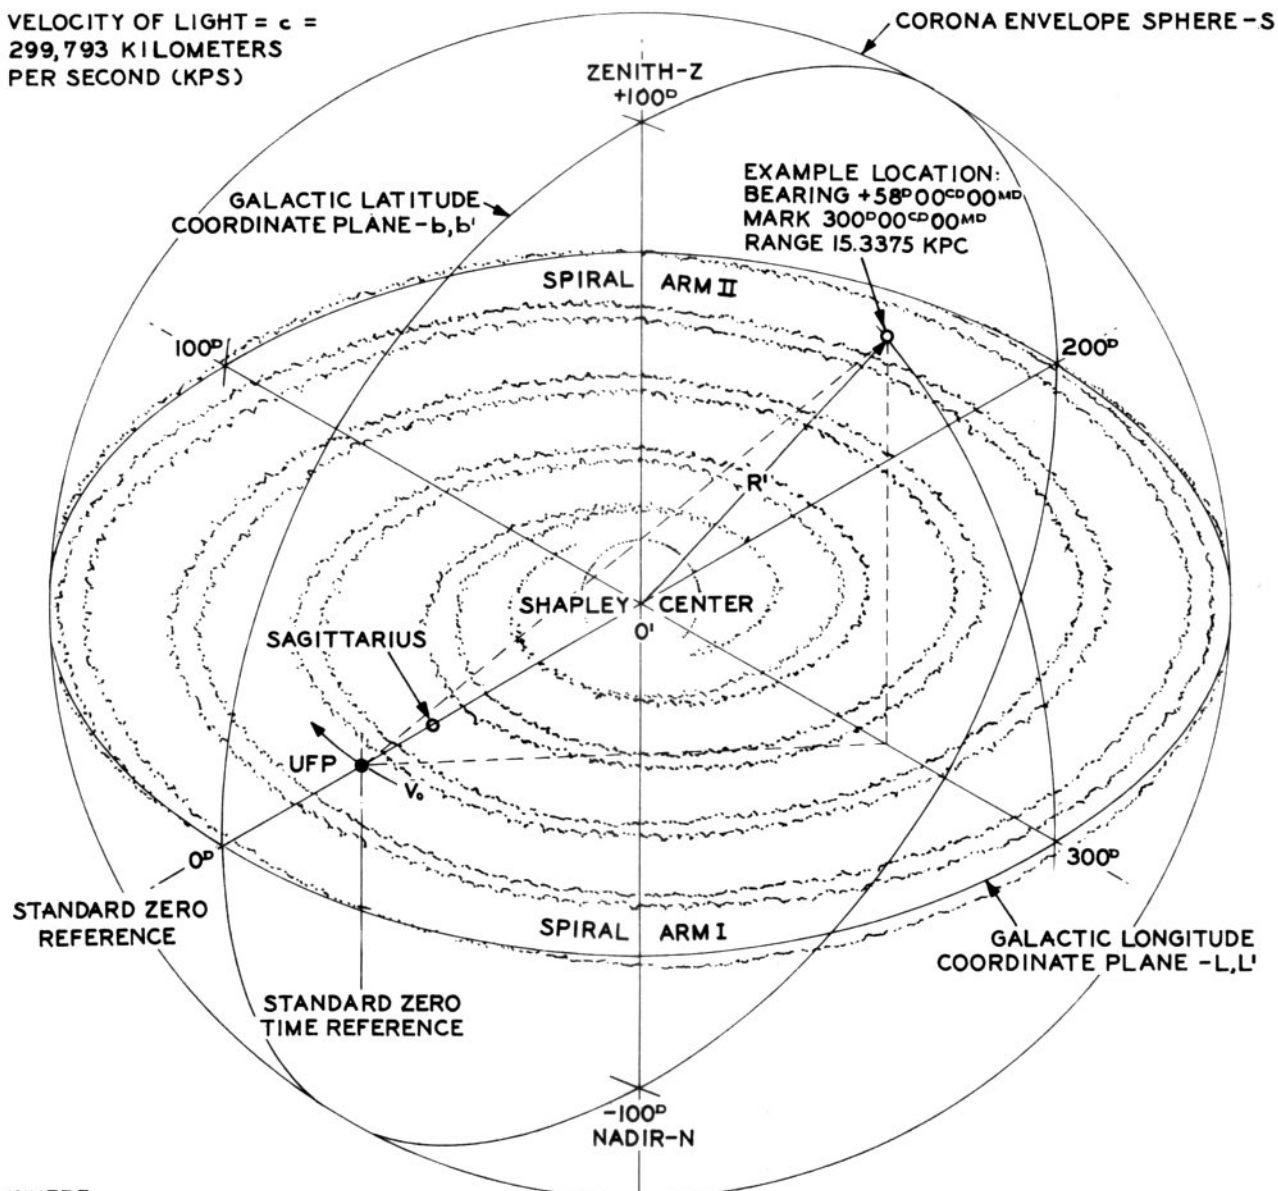 VELOCITY OF LIGHT = c =
299,793 KILOMETERS
PER SECOND (KPS)
CORONA ENVELOPE SPHERE-S
ZENITH-Z
+100ᴰ
EXAMPLE LOCATION:
BEARING +58ᴰ00ᶜᴰ00ᴹᴰ
MARK 300ᴰ00ᶜᴰ00ᴹᴰ
RANGE 15.3375 KPC
GALACTIC LATITUDE
COORDINATE PLANE-b,b'
SPIRAL ARM II
100ᴰ
200ᴰ
R'
SHAPLEY CENTER
O'
SAGITTARIUS
UFP
V₀
0ᴰ
300ᴰ
STANDARD ZERO
REFERENCE
SPIRAL ARM I
GALACTIC LONGITUDE
COORDINATE PLANE -L,L'
STANDARD ZERO
TIME REFERENCE
-100ᴰ
NADIR-N